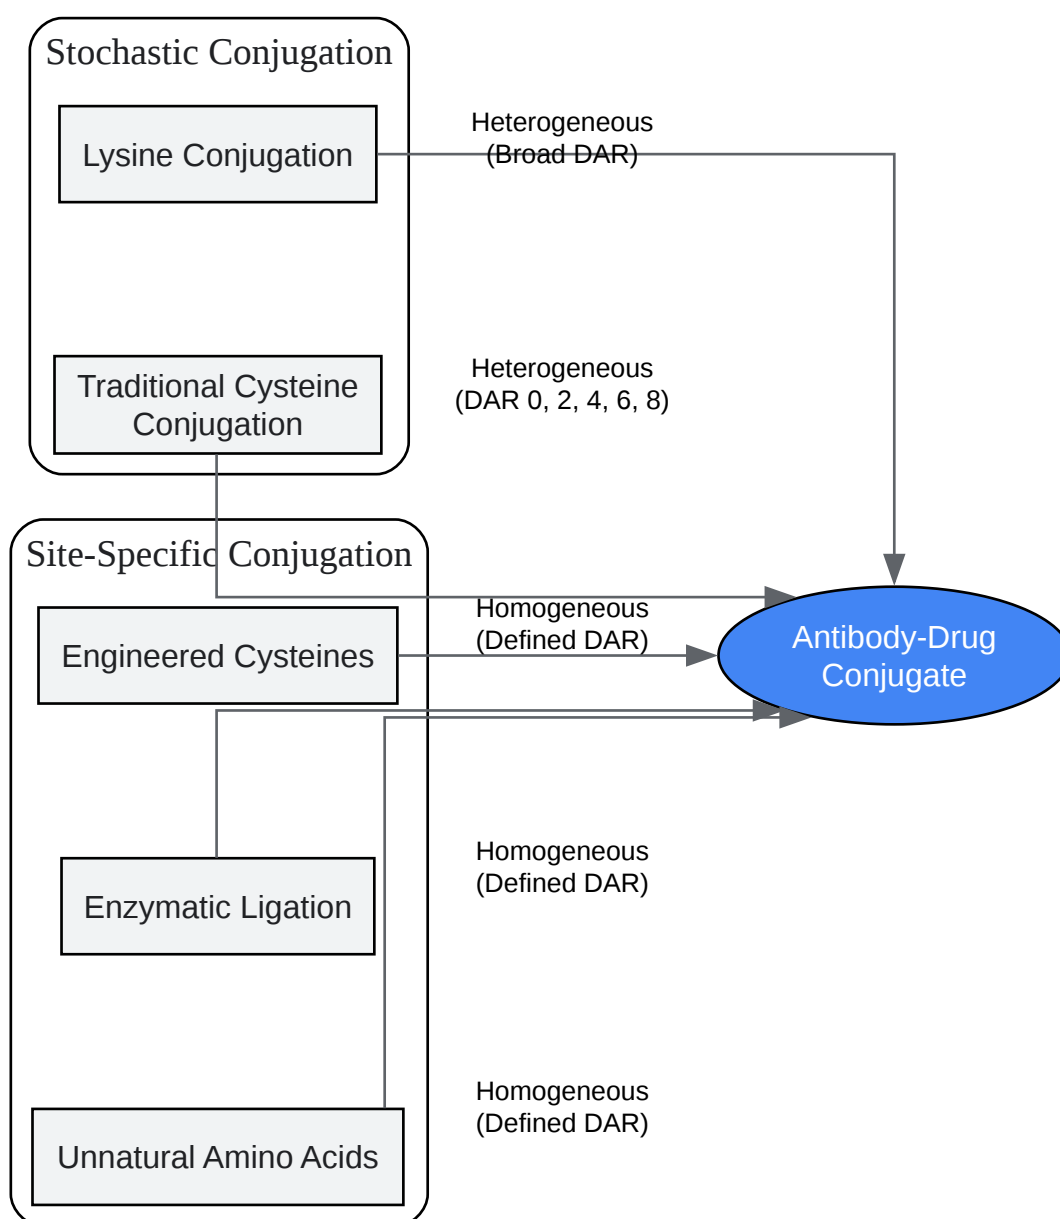 Stochastic Conjugation
Lysine Conjugation
Heterogeneous
(Broad DAR)
Traditional Cysteine
Conjugation
Heterogeneous
(DAR 0, 2, 4, 6, 8)
Site-Specific Conjugation
Engineered Cysteines
Homogeneous
(Defined DAR)
Antibody-Drug
Conjugate
Enzymatic Ligation
Homogeneous
(Defined DAR)
Unnatural Amino Acids
Homogeneous
(Defined DAR)